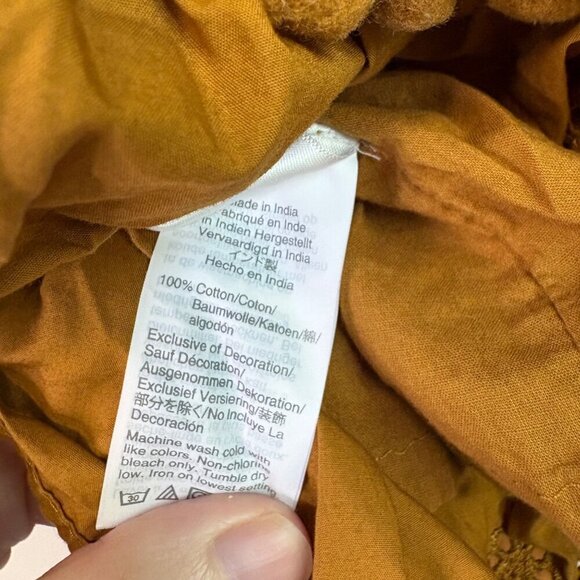 Made in India
Fabriqué en Inde
in Indien Hergestellt
Vervaardigd in India
インド製
Hecho en India
100% Cotton/Coton/
Baumwolle/Katoen/綿/
algodón
Exclusive of Decoration/
Sauf Décoration/
Ausgenommen Dekoration/
Exclusief Versiering/装飾
部分を除く/No Incluye La
Decoración
Machine wash cold with
like colors. Non-chlorine
bleach only. Tumble dry
low. Iron on lowest setting
30